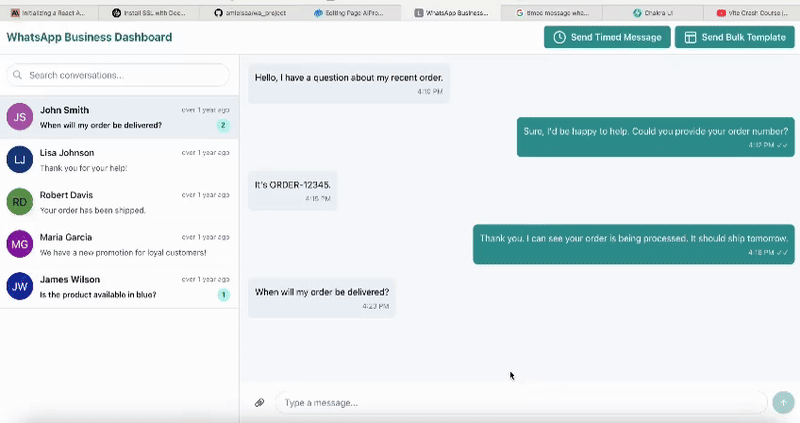 Initializing a React A...
Install SSL with Doc...
amlaissaa/wa_project
Editing Page AIPro...
WhatsApp Business...
timeo message wha...
Chakra UI
Vite Crash Course |...
WhatsApp Business Dashboard
Send Timed Message
Send Bulk Template
Search conversations...
JS
John Smith
over 1 year ago
When will my order be delivered?
2
LJ
Lisa Johnson
over 1 year ago
Thank you for your help!
RD
Robert Davis
over 1 year ago
Your order has been shipped.
MG
Maria Garcia
over 1 year ago
We have a new promotion for loyal customers!
JW
James Wilson
over 1 year ago
Is the product available in blue?
1
Hello, I have a question about my recent order.
4:10 PM
Sure, I'd be happy to help. Could you provide your order number?
4:12 PM
It's ORDER-12345.
4:15 PM
Thank you. I can see your order is being processed. It should ship tomorrow.
4:18 PM
When will my order be delivered?
4:20 PM
Type a message...